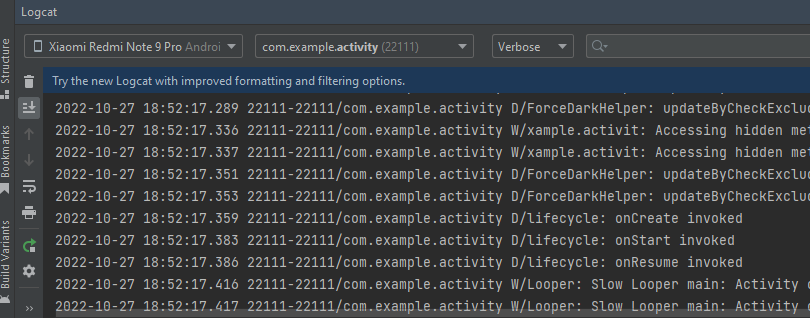 Logcat
Xiaomi Redmi Note 9 Pro Androi
com.example.activity (22111)
Verbose
Try the new Logcat with improved formatting and filtering options.
2022-10-27 18:52:17.289 22111-22111/com.example.activity D/ForceDarkHelper: updateByCheckExclu
2022-10-27 18:52:17.336 22111-22111/com.example.activity W/xample.activit: Accessing hidden met
2022-10-27 18:52:17.337 22111-22111/com.example.activity W/xample.activit: Accessing hidden met
2022-10-27 18:52:17.351 22111-22111/com.example.activity D/ForceDarkHelper: updateByCheckExclu
2022-10-27 18:52:17.353 22111-22111/com.example.activity D/ForceDarkHelper: updateByCheckExclu
2022-10-27 18:52:17.359 22111-22111/com.example.activity D/lifecycle: onCreate invoked
2022-10-27 18:52:17.383 22111-22111/com.example.activity D/lifecycle: onStart invoked
2022-10-27 18:52:17.386 22111-22111/com.example.activity D/lifecycle: onResume invoked
2022-10-27 18:52:17.416 22111-22111/com.example.activity W/Looper: Slow Looper main: Activity
2022-10-27 18:52:17.417 22111-22111/com.example.activity W/Looper: Slow Looper main: Activity
Structure
Bookmarks
Build Variants